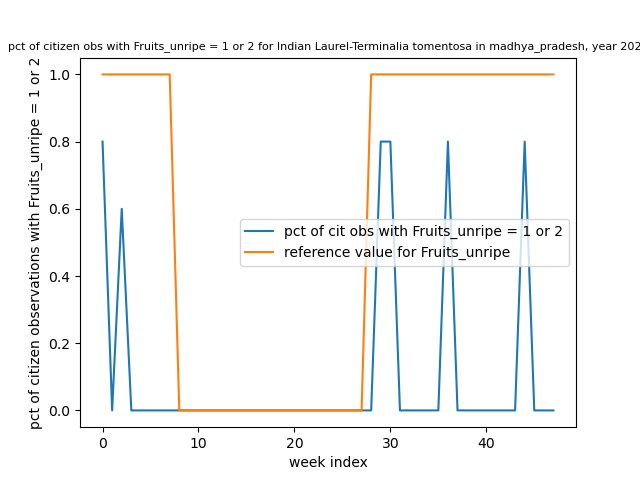 pct of citizen obs with Fruits_unripe = 1 or 2 for Indian Laurel-Terminalia tomentosa in madhya_pradesh, year 202
pct of citizen observations with Fruits_unripe = 1 or 2
1.0
0.8
0.6
0.4
0.2
0.0
pct of cit obs with Fruits_unripe = 1 or 2
reference value for Fruits_unripe
0 10 20 30 40
week index